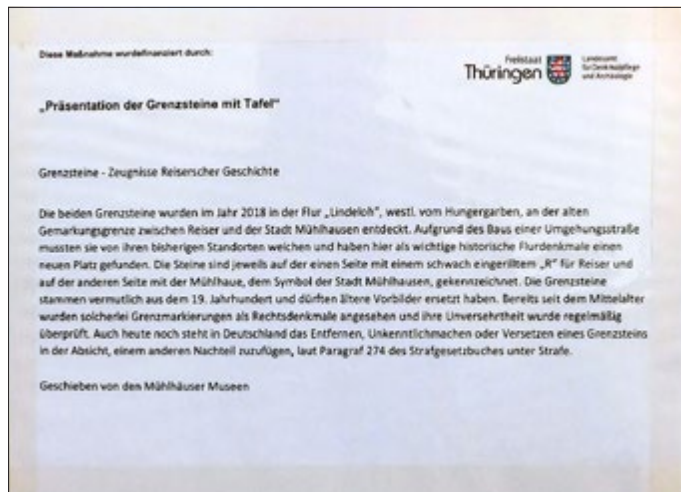 Diese Maßnahme wurdefinanziert durch:
Freistaat
Thüringen
Landesamt
für Denkmalpflege
und Archäologie
„Präsentation der Grenzsteine mit Tafel“
Grenzsteine - Zeugnisse Reiserscher Geschichte
Die beiden Grenzsteine wurden im Jahr 2018 in der Flur „Lindeloh“, westl. vom Hungergarben, an der alten
Gemarkungsgrenze zwischen Reiser und der Stadt Mühlhausen entdeckt. Aufgrund des Baus einer Umgehungsstraße
mussten sie von ihren bisherigen Standorten weichen und haben hier als wichtige historische Flurdenkmale einen
neuen Platz gefunden. Die Steine sind jeweils auf der einen Seite mit einem schwach eingerilltem „R“ für Reiser und
auf der anderen Seite mit der Mühlhaue, dem Symbol der Stadt Mühlhausen, gekennzeichnet. Die Grenzsteine
stammen vermutlich aus dem 19. Jahrhundert und dürften ältere Vorbilder ersetzt haben. Bereits seit dem Mittelalter
wurden solcherlei Grenzmarkierungen als Rechtsdenkmale angesehen und ihre Unversehrtheit wurde regelmäßig
überprüft. Auch heute noch steht in Deutschland das Entfernen, Unkenntlichmachen oder Versetzen eines Grenzsteins
in der Absicht, einem anderen Nachteil zuzufügen, laut Paragraf 274 des Strafgesetzbuches unter Strafe.
Geschieben von den Mühlhäuser Museen